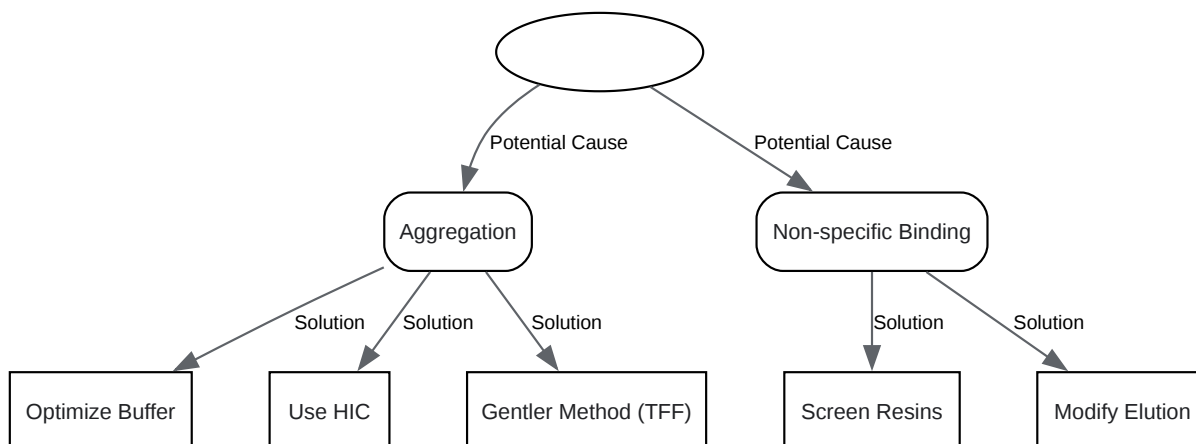 Potential Cause
Potential Cause
Aggregation
Non-specific Binding
Solution
Solution
Solution
Solution
Solution
Optimize Buffer
Use HIC
Gentler Method (TFF)
Screen Resins
Modify Elution